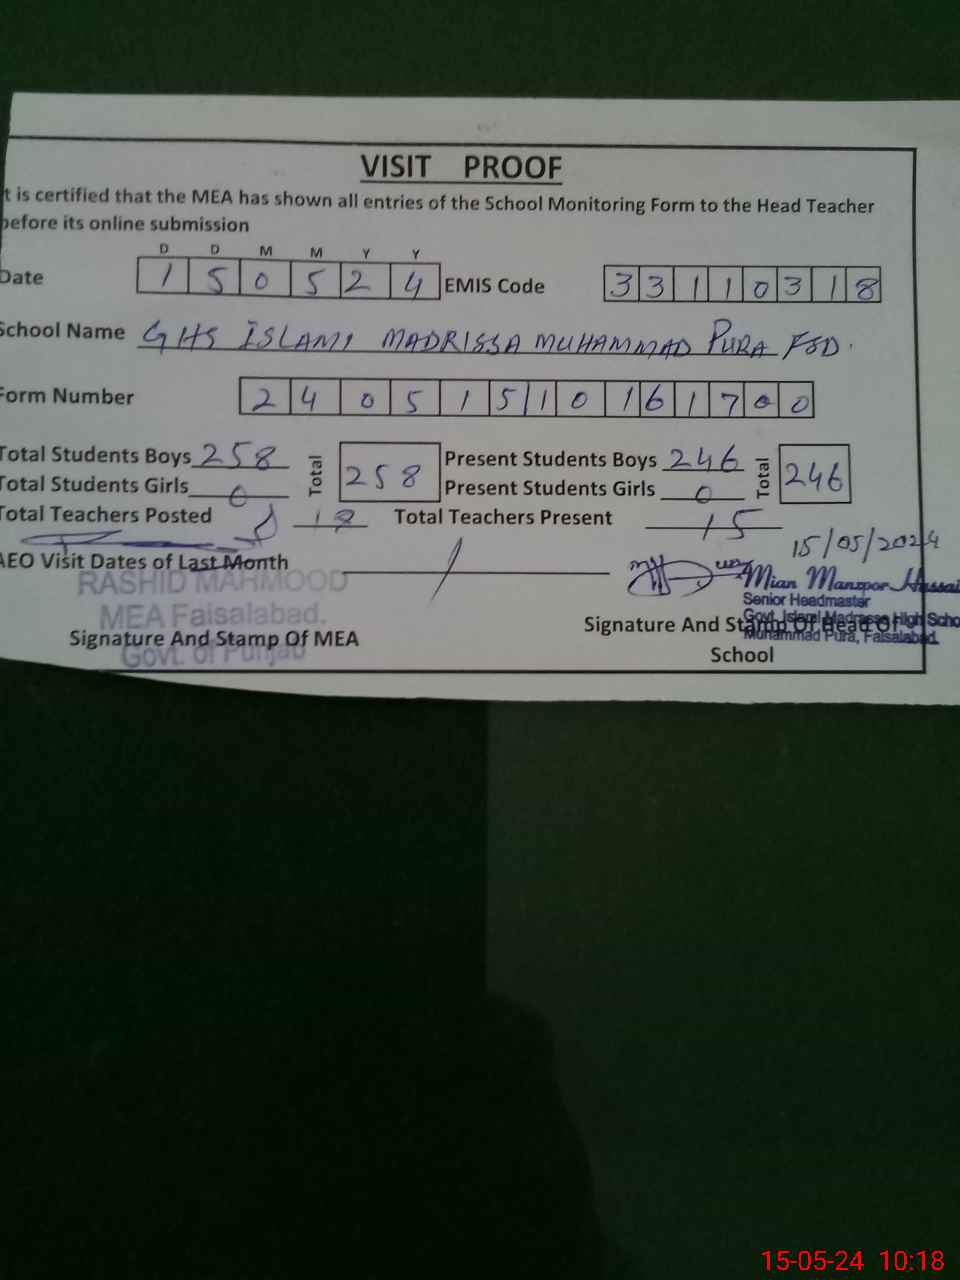 VISIT PROOF
t is certified that the MEA has shown all entries of the School Monitoring Form to the Head Teacher
before its online submission
D D M M Y Y
Date 1 5 0 5 2 4 EMIS Code 3 3 1 1 0 3 1 8
School Name GHS ISLAMI MADRISSA MUHAMMAD PURA FSD.
Form Number 2 4 0 5 1 5 1 0 1 6 1 7 0 0
Total Students Boys 258 Total 258 Present Students Boys 246 Total 246
Total Students Girls 0 Present Students Girls 0
Total Teachers Posted 18 Total Teachers Present 15
15/05/2024
AEO Visit Dates of Last Month /
RASHID MAHMOOD
MEA Faisalabad.
Govt. of Punjab
Signature And Stamp Of MEA
Mian Manzoor Hussai
Senior Headmaster
Govt. Islami Madrassa High Scho
Muhammad Pura, Faisalabad.
Signature And Stamp Of Head Of
School
15-05-24 10:18